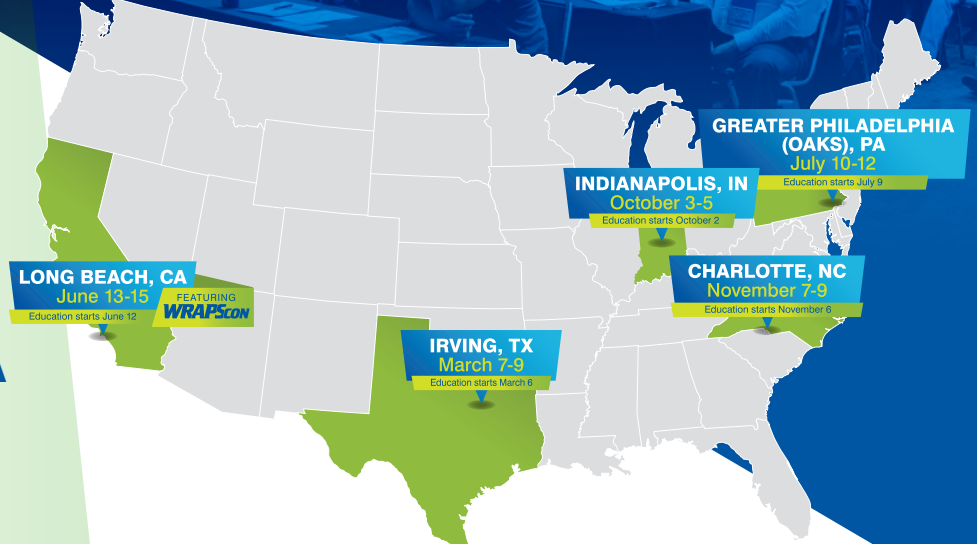 GREATER PHILADELPHIA
(OAKS), PA
July 10-12
Education starts July 9
INDIANAPOLIS, IN
October 3-5
Education starts October 2
LONG BEACH, CA
June 13-15
Education starts June 12
FEATURING
WRAPSCON
CHARLOTTE, NC
November 7-9
Education starts November 6
IRVING, TX
March 7-9
Education starts March 6